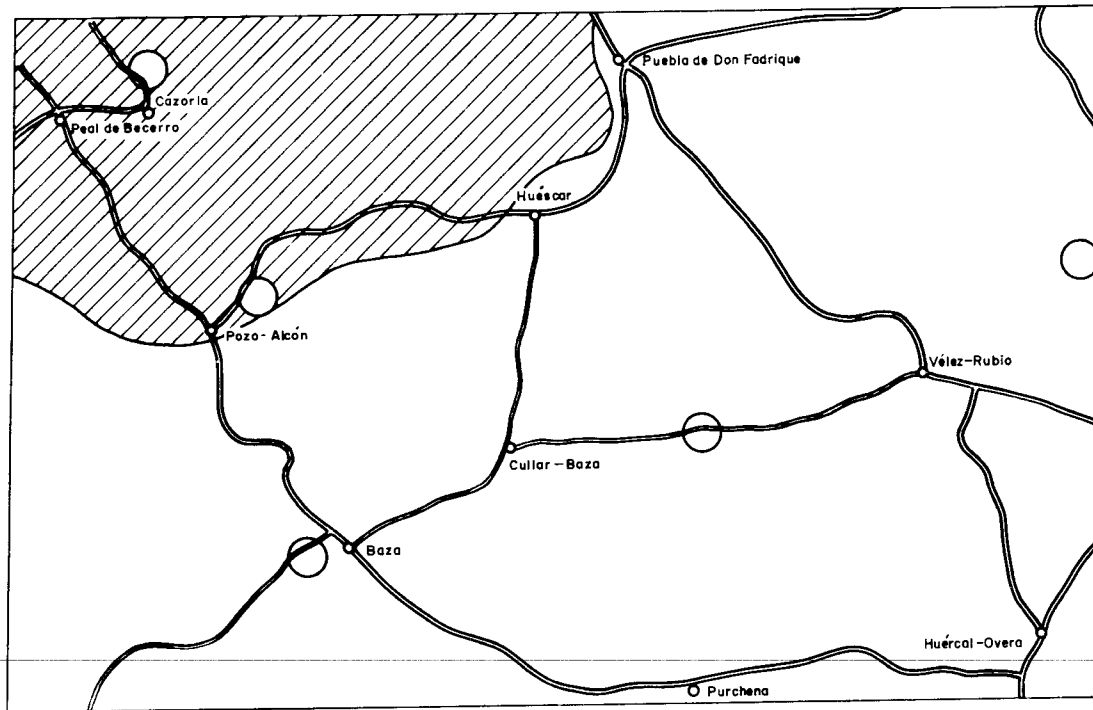 Puebla de Don Fadrique
Cazorla
Peal de Becerro
Huéscar
Pozo-Alcón
Vélez-Rubio
Cullar-Baza
Baza
Huércal-Overa
Purchena